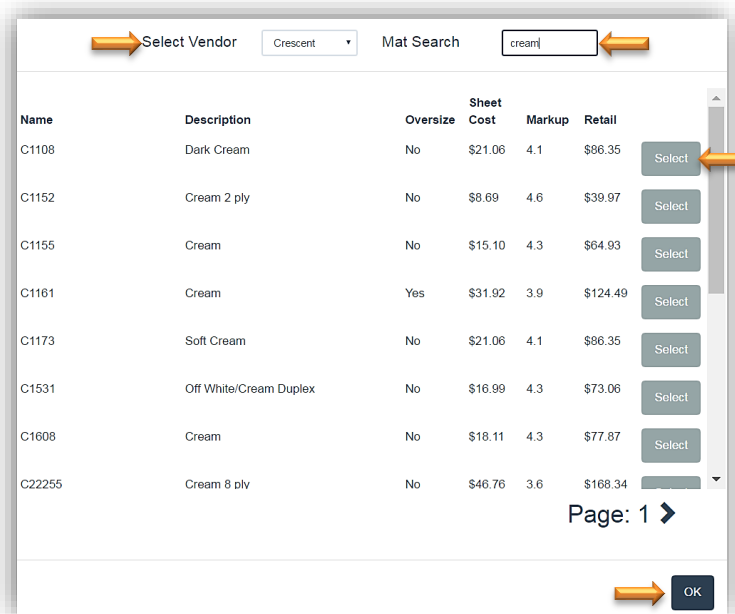 Select Vendor Crescent Mat Search cream
Name Description Oversize Sheet Cost Markup Retail
C1108 Dark Cream No $21.06 4.1 $86.35 Select
C1152 Cream 2 ply No $8.69 4.6 $39.97 Select
C1155 Cream No $15.10 4.3 $64.93 Select
C1161 Cream Yes $31.92 3.9 $124.49 Select
C1173 Soft Cream No $21.06 4.1 $86.35 Select
C1531 Off White/Cream Duplex No $16.99 4.3 $73.06 Select
C1608 Cream No $18.11 4.3 $77.87 Select
C22255 Cream 8 ply No $46.76 3.6 $168.34
Page: 1
OK